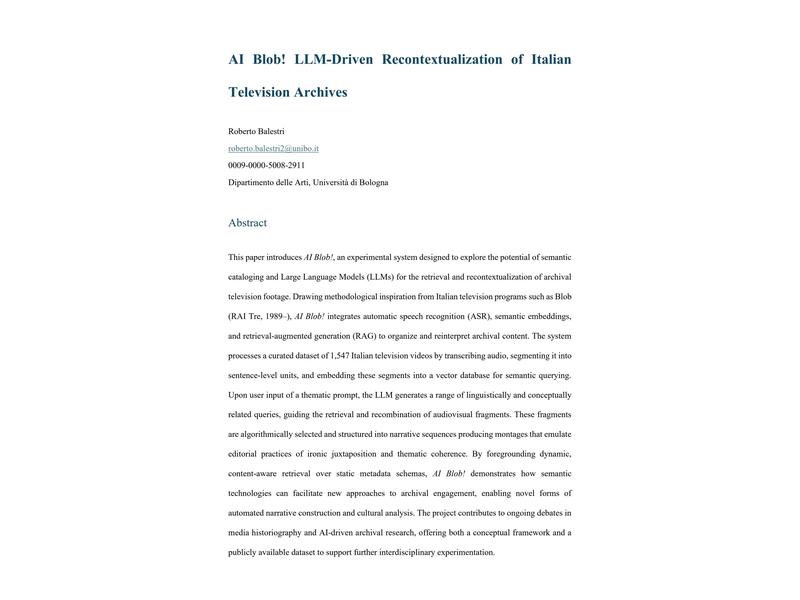 AI Blob! LLM-Driven Recontextualization of Italian
Television Archives
Roberto Balestri
roberto.balestri2@unibo.it
0009-0000-5008-2911
Dipartimento delle Arti, Università di Bologna
Abstract
This paper introduces AI Blob!, an experimental system designed to explore the potential of semantic
cataloging and Large Language Models (LLMs) for the retrieval and recontextualization of archival
television footage. Drawing methodological inspiration from Italian television programs such as Blob
(RAI Tre, 1989–), AI Blob! integrates automatic speech recognition (ASR), semantic embeddings,
and retrieval-augmented generation (RAG) to organize and reinterpret archival content. The system
processes a curated dataset of 1,547 Italian television videos by transcribing audio, segmenting it into
sentence-level units, and embedding these segments into a vector database for semantic querying.
Upon user input of a thematic prompt, the LLM generates a range of linguistically and conceptually
related queries, guiding the retrieval and recombination of audiovisual fragments. These fragments
are algorithmically selected and structured into narrative sequences producing montages that emulate
editorial practices of ironic juxtaposition and thematic coherence. By foregrounding dynamic,
content-aware retrieval over static metadata schemas, AI Blob! demonstrates how semantic
technologies can facilitate new approaches to archival engagement, enabling novel forms of
automated narrative construction and cultural analysis. The project contributes to ongoing debates in
media historiography and AI-driven archival research, offering both a conceptual framework and a
publicly available dataset to support further interdisciplinary experimentation.